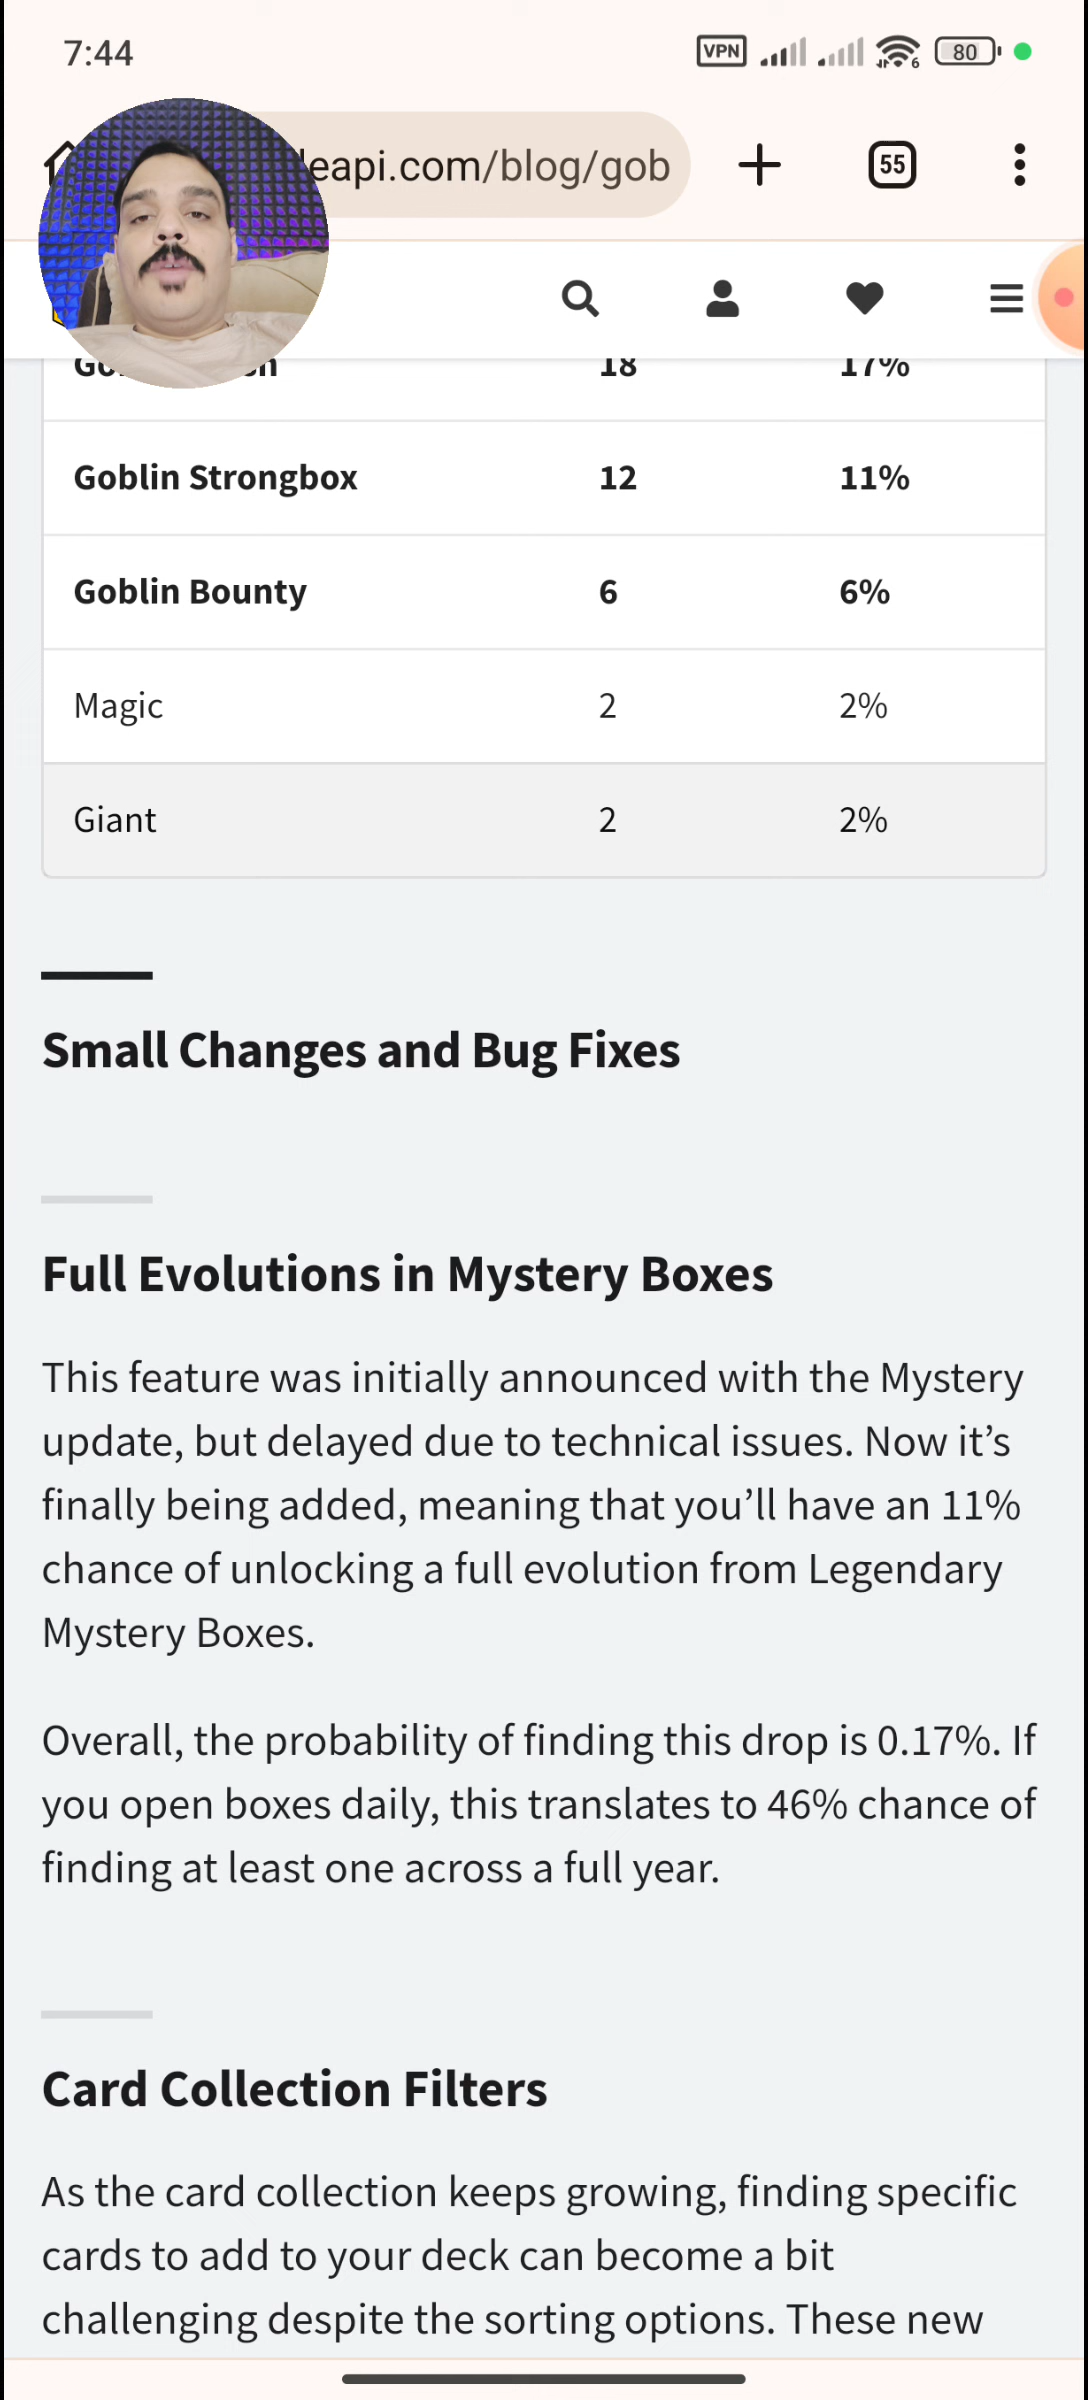 7:44
VPN
6
80
leapi.com/blog/gob
55
18 17%
Goblin Strongbox 12 11%
Goblin Bounty 6 6%
Magic 2 2%
Giant 2 2%
Small Changes and Bug Fixes
Full Evolutions in Mystery Boxes
This feature was initially announced with the Mystery
update, but delayed due to technical issues. Now it’s
finally being added, meaning that you’ll have an 11%
chance of unlocking a full evolution from Legendary
Mystery Boxes.
Overall, the probability of finding this drop is 0.17%. If
you open boxes daily, this translates to 46% chance of
finding at least one across a full year.
Card Collection Filters
As the card collection keeps growing, finding specific
cards to add to your deck can become a bit
challenging despite the sorting options. These new